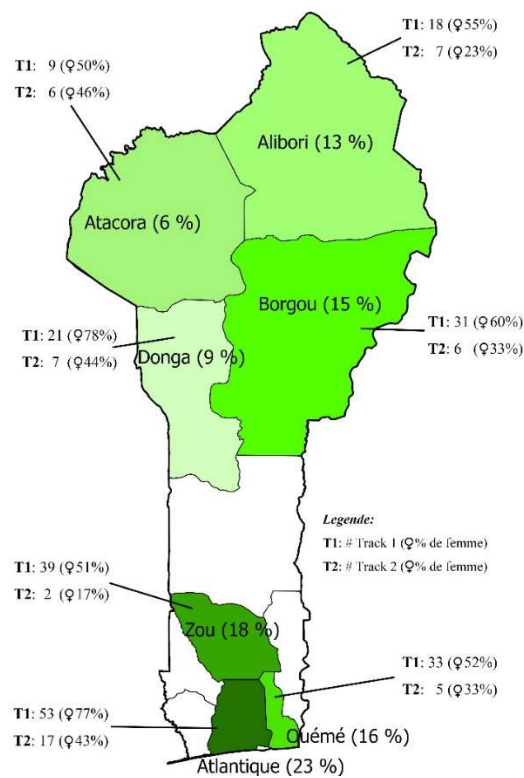 T1: 18 (♀55%)
T2: 7 (♀23%)
T1: 9 (♀50%)
T2: 6 (♀46%)
Alibori (13 %)
Atacora (6 %)
Borgou (15 %)
T1: 31 (♀60%)
T2: 6 (♀33%)
T1: 21 (♀78%)
T2: 7 (♀44%)
Donga (9 %)
Legende:
T1: # Track 1 (♀% de femme)
T2: # Track 2 (♀% de femme)
T1: 39 (♀51%)
T2: 2 (♀17%)
Zou (18 %)
T1: 33 (♀52%)
T2: 5 (♀33%)
T1: 53 (♀77%)
T2: 17 (♀43%)
Ouémé (16 %)
Atlantique (23 %)